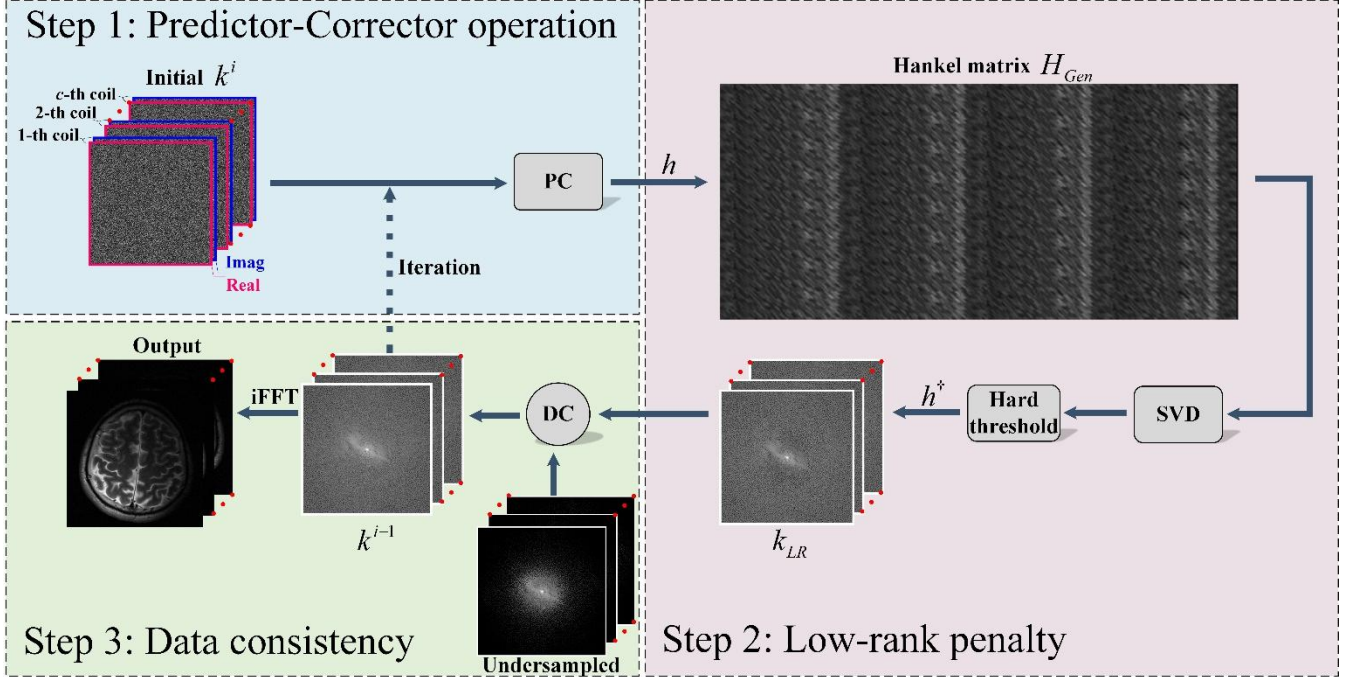 Step 1: Predictor-Corrector operation
Initial k^i
c-th coil
2-th coil
1-th coil
Imag
Real
PC
h
Iteration
Hankel matrix H_Gen
Output
iFFT
k^{i-1}
DC
Undersampled
Step 3: Data consistency
k_LR
h^†
Hard
threshold
SVD
Step 2: Low-rank penalty